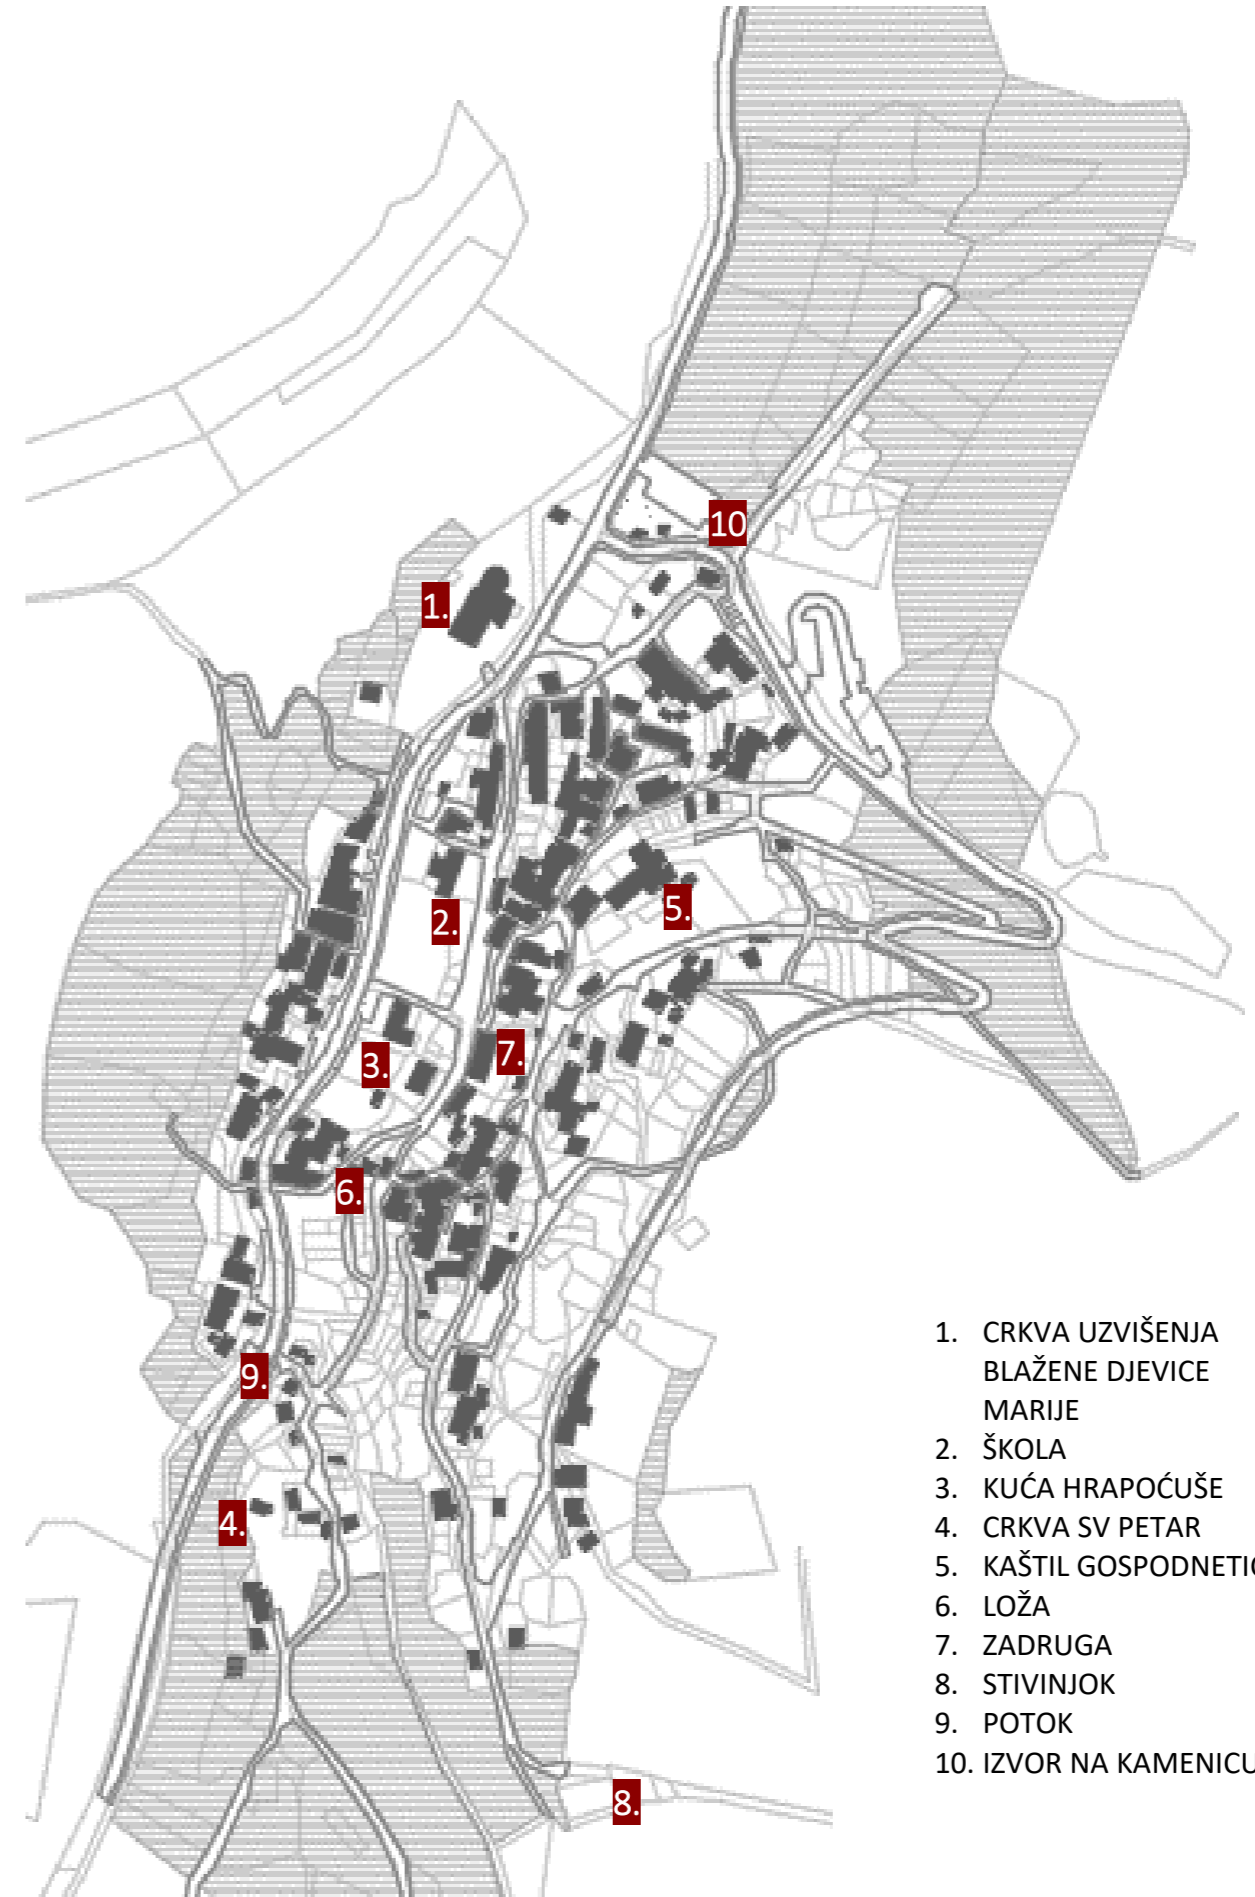 10
1.
5.
2.
7.
3.
6.
9.
4.
8.
1. CRKVA UZVIŠENJA
BLAŽENE DJEVICE
MARIJE
2. ŠKOLA
3. KUĆA HRAPOĆUŠE
4. CRKVA SV PETAR
5. KAŠTIL GOSPODNETIĆ
6. LOŽA
7. ZADRUGA
8. STIVINJOK
9. POTOK
10. IZVOR NA KAMENICU